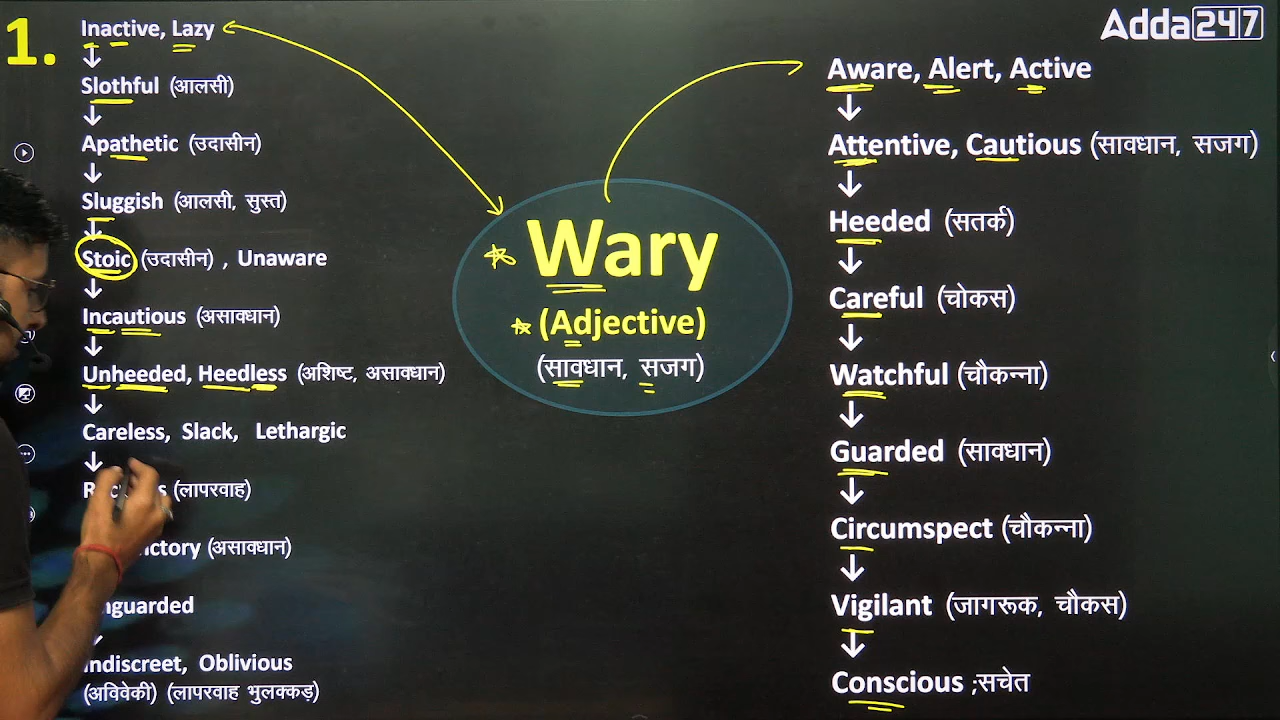 1.
Inactive, Lazy
Slothful (आलसी)
Apathetic (उदासीन)
Sluggish (आलसी, सुस्त)
Stoic (उदासीन) , Unaware
Incautious (असावधान)
Unheeded, Heedless (अशिष्ट, असावधान)
Careless, Slack, Lethargic
(लापरवाह)
(असावधान)
Indiscreet, Oblivious
(अविवेकी) (लापरवाह भुलक्कड़)
Wary
(Adjective)
(सावधान, सजग)
Adda247
Aware, Alert, Active
Attentive, Cautious (सावधान, सजग)
Heeded (सतर्क)
Careful (चोकस)
Watchful (चौकन्ना)
Guarded (सावधान)
Circumspect (चौकन्ना)
Vigilant (जागरूक, चौकस)
Conscious ;सचेत